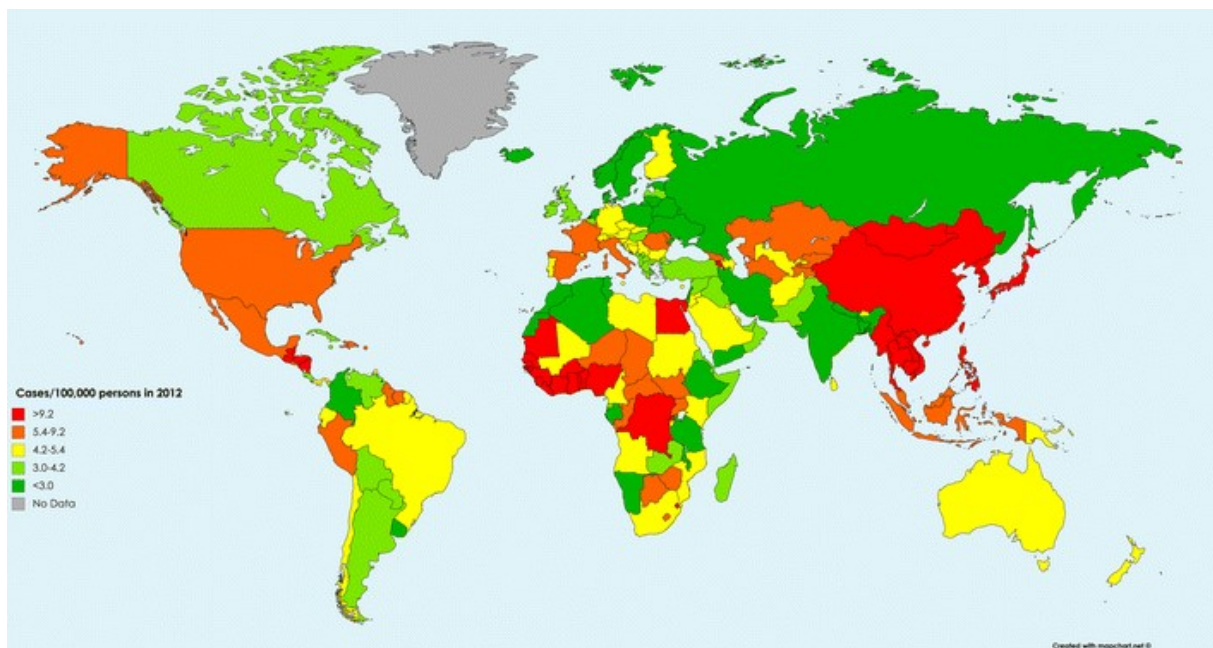 Cases/100,000 persons in 2012
>9.2
5.4-9.2
4.2-5.4
3.0-4.2
<3.0
No Data
Created with mapchart.net ©